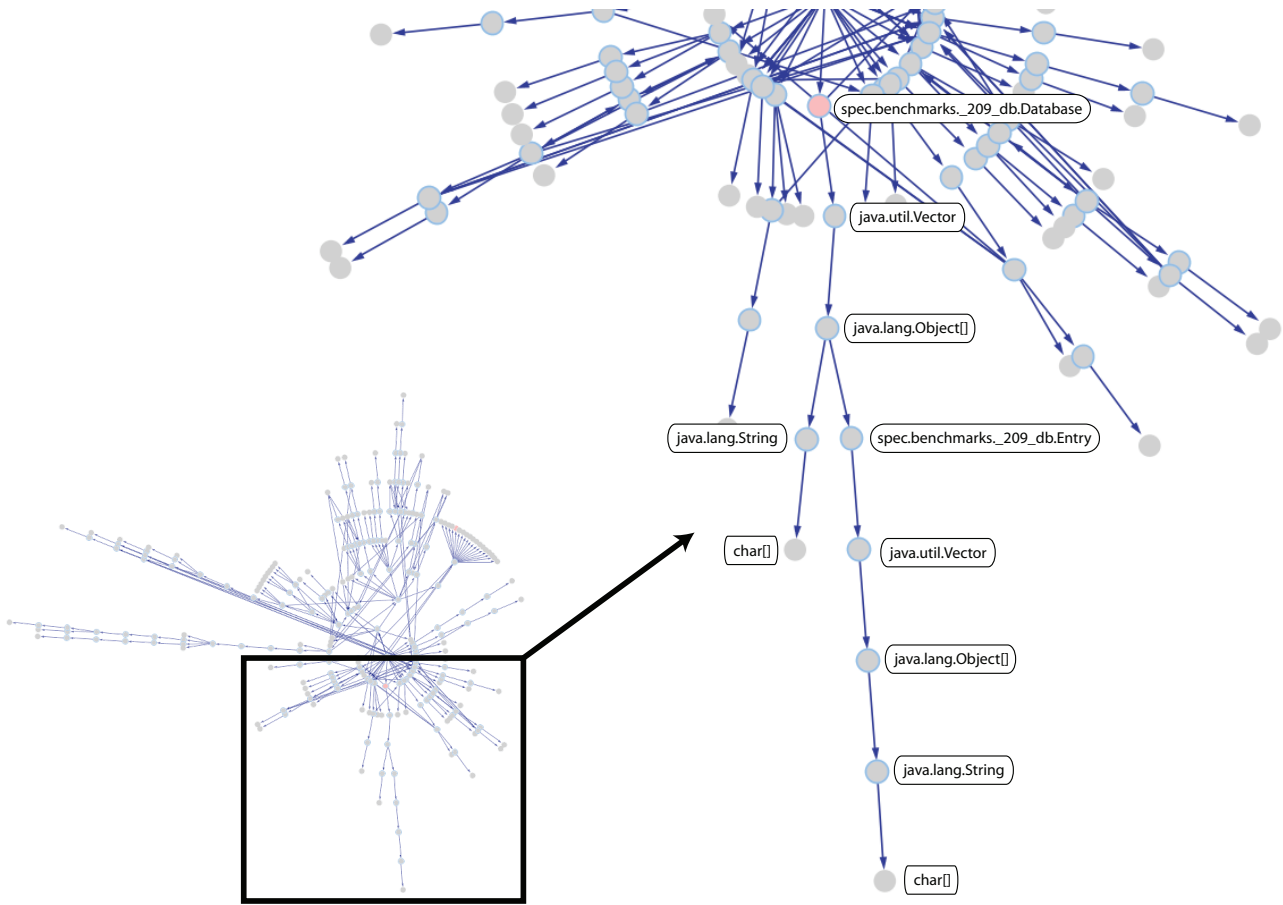 spec.benchmarks._209_db.Database
java.util.Vector
java.lang.Object[]
java.lang.String
spec.benchmarks._209_db.Entry
char[]
java.util.Vector
java.lang.Object[]
java.lang.String
char[]